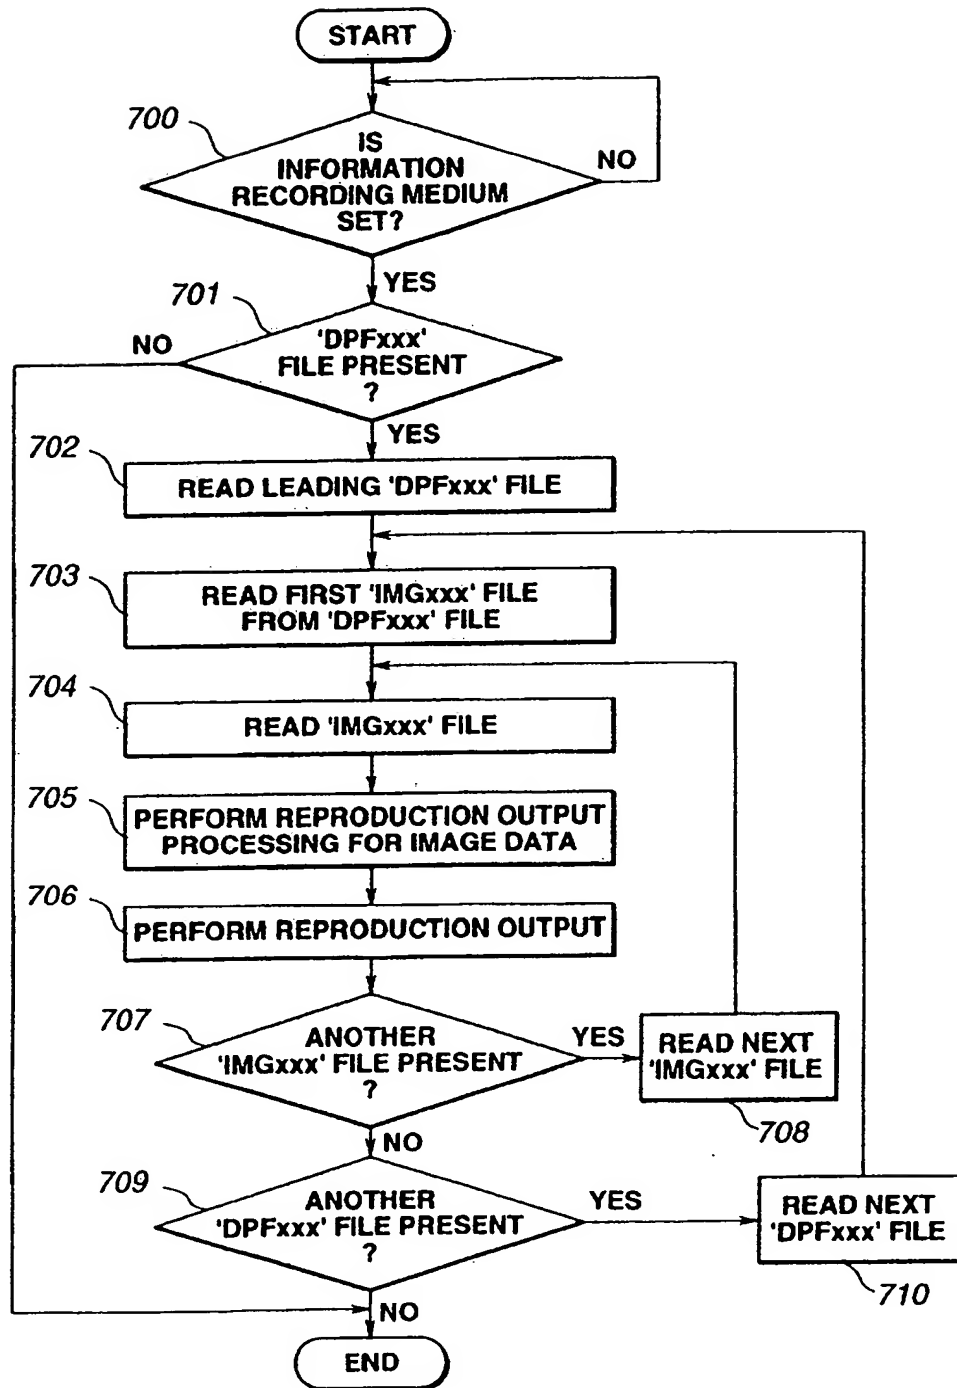 START
700
IS
INFORMATION
RECORDING MEDIUM
SET?
NO
YES
701
'DPFxxx'
FILE PRESENT
?
NO
YES
702
READ LEADING 'DPFxxx' FILE
703
READ FIRST 'IMGxxx' FILE
FROM 'DPFxxx' FILE
704
READ 'IMGxxx' FILE
705
PERFORM REPRODUCTION OUTPUT
PROCESSING FOR IMAGE DATA
706
PERFORM REPRODUCTION OUTPUT
707
ANOTHER
'IMGxxx' FILE PRESENT
?
YES
READ NEXT
'IMGxxx' FILE
708
NO
709
ANOTHER
'DPFxxx' FILE PRESENT
?
YES
READ NEXT
'DPFxxx' FILE
710
NO
END